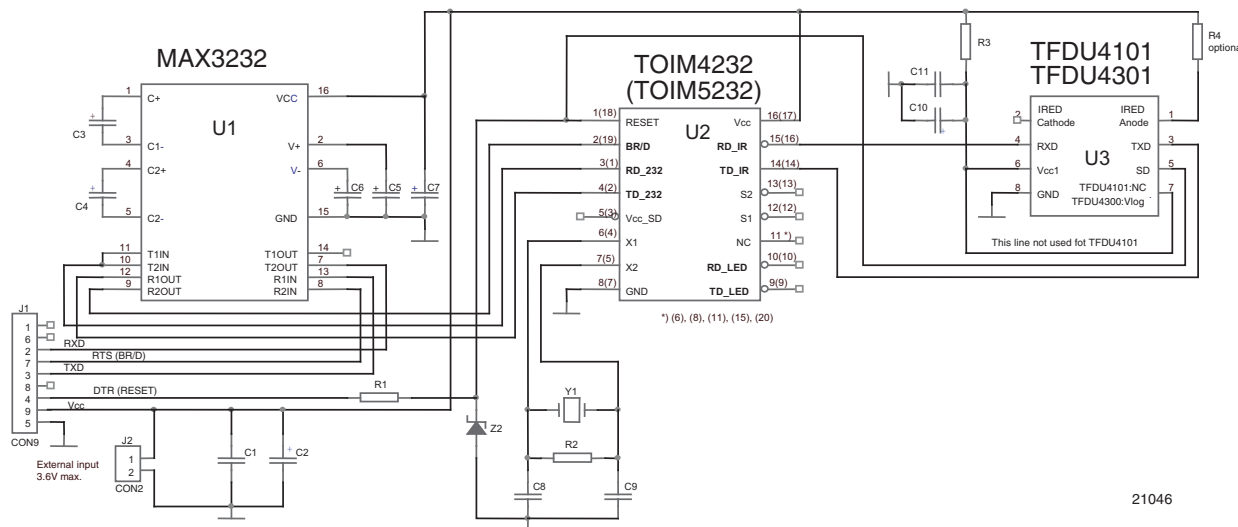 MAX3232
U1
1 C+
3 C1-
4 C2+
5 C2-
11 T1IN
10 T2IN
12 R1OUT
9 R2OUT
VCC 16
V+ 2
V- 6
GND 15
T1OUT 14
T2OUT 7
R1IN 13
R2IN 8
+
C3
+
C4
+
C6
+
C5
+
C7
TOIM4232
(TOIM5232)
U2
1(18) RESET
2(19) BR/D
3(1) RD_232
4(2) TD_232
5(3) Vcc_SD
6(4) X1
7(5) X2
8(7) GND
Vcc 16(17)
RD_IR 15(16)
TD_IR 14(14)
S2 13(13)
S1 12(12)
NC 11 *)
RD_LED 10(10)
TD_LED 9(9)
*) (6), (8), (11), (15), (20)
R3
C11
C10
+
R4
optional
TFDU4101
TFDU4301
U3
2 IRED
Cathode
4 RXD
6 Vcc1
8 GND
IRED
Anode 1
TXD 3
SD 5
7
TFDU4101:NC
TFDU4300:Vlog
This line not used fot TFDU4101
J1
1
6
2
7
3
8
4
9
5
CON9
RXD
RTS (BR/D)
TXD
DTR (RESET)
Vcc
R1
Z2
External input
3.6V max.
J2
1
2
CON2
C1
+
C2
Y1
R2
C8
C9
21046